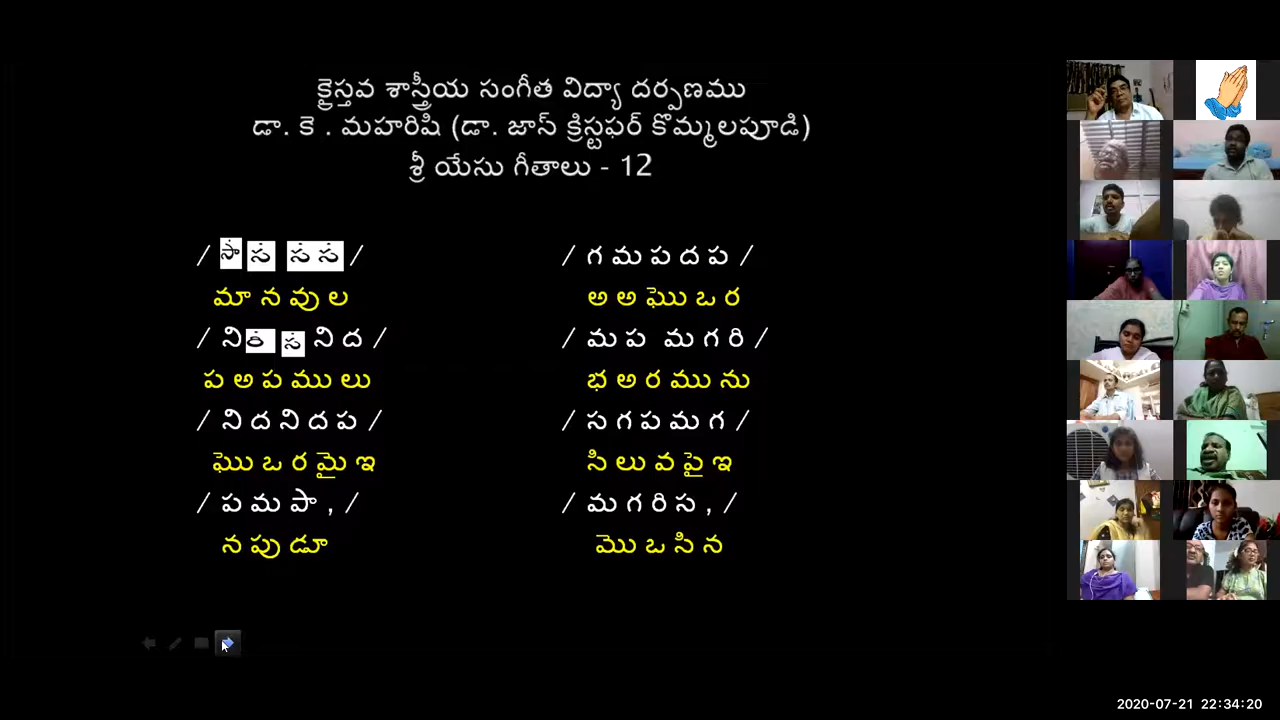 క్రైస్తవ శాస్త్రీయ సంగీత విద్యా దర్పణము
డా. కె . మహరిషి (డా. జాస్ క్రిస్టఫర్ కొమ్మలపూడి)
శ్రీ యేసు గీతాలు - 12
/ సా స స స /
మా న వు ల
/ ని రి స ని ద /
ప అ ప ము లు
/ ని ద ని ద ప /
ఘొ ఒ ర మై ఇ
/ ప మ పా , /
న పు డూ
/ గ మ ప ద ప /
అ అ ఘొ ఒ ర
/ మ ప మ గ రి /
భ అ ర ము ను
/ స గ ప మ గ /
సి లు వ పై ఇ
/ మ గ రి స , /
మొ ఒ సి న
2020-07-21 22:34:20